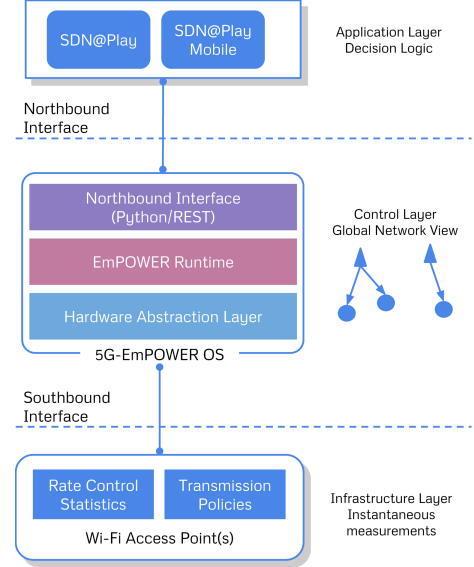 SDN@Play
SDN@Play
Mobile
Application Layer
Decision Logic
Northbound
Interface
Northbound Interface
(Python/REST)
EmPOWER Runtime
Hardware Abstraction Layer
5G-EmPOWER OS
Control Layer
Global Network View
Southbound
Interface
Rate Control
Statistics
Transmission
Policies
Wi-Fi Access Point(s)
Infrastructure Layer
Instantaneous
measurements